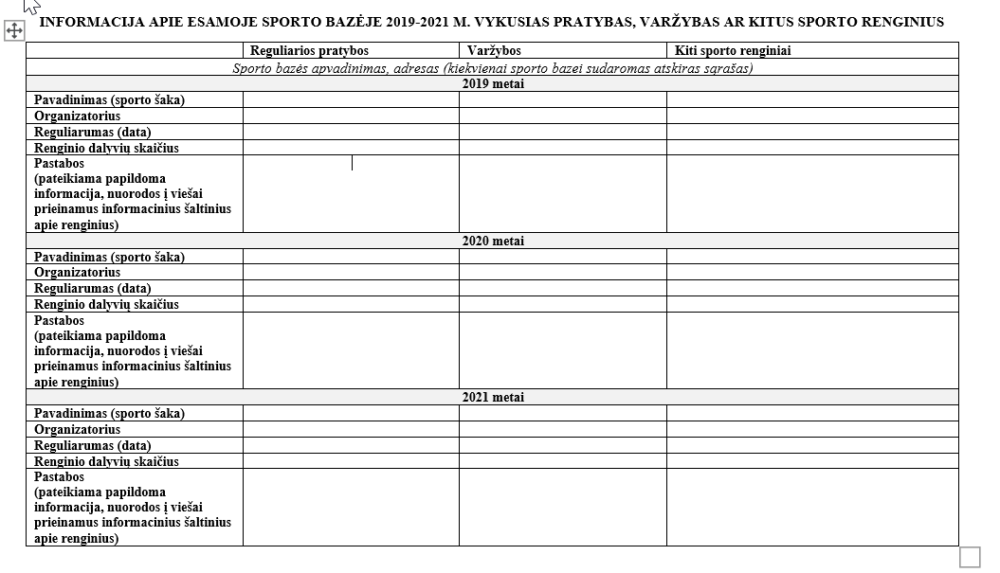 INFORMACIJA APIE ESAMOJE SPORTO BAZĖJE 2019-2021 M. VYKUSIAS PRATYBAS, VARŽYBAS AR KITUS SPORTO RENGINIUS
Reguliarios pratybos Varžybos Kiti sporto renginiai
Sporto bazės apvadinimas, adresas (kiekvienai sporto bazei sudaromas atskiras sąrašas)
2019 metai
Pavadinimas (sporto šaka)
Organizatorius
Reguliarumas (data)
Renginio dalyvių skaičius
Pastabos
(pateikiama papildoma
informacija, nuorodos į viešai
prieinamus informacinius šaltinius
apie renginius)
2020 metai
Pavadinimas (sporto šaka)
Organizatorius
Reguliarumas (data)
Renginio dalyvių skaičius
Pastabos
(pateikiama papildoma
informacija, nuorodos į viešai
prieinamus informacinius šaltinius
apie renginius)
2021 metai
Pavadinimas (sporto šaka)
Organizatorius
Reguliarumas (data)
Renginio dalyvių skaičius
Pastabos
(pateikiama papildoma
informacija, nuorodos į viešai
prieinamus informacinius šaltinius
apie renginius)